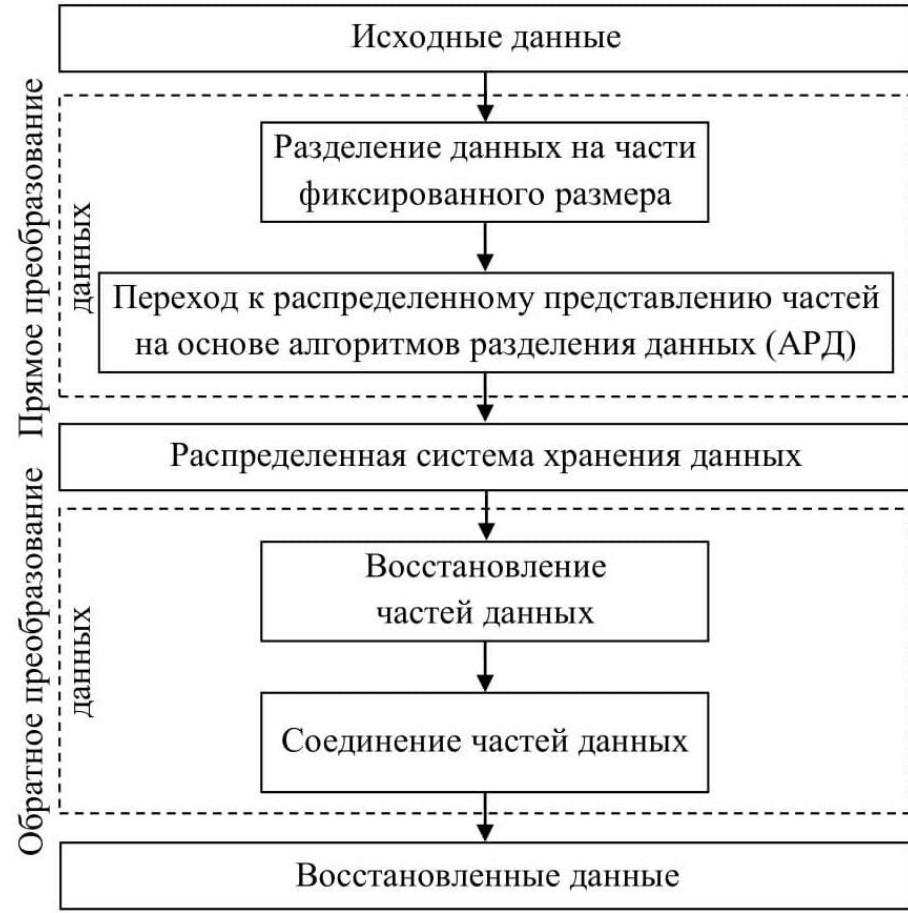 Исходные данные
Прямое преобразование
данных
Разделение данных на части
фиксированного размера
Переход к распределенному представлению частей
на основе алгоритмов разделения данных (АРД)
Распределенная система хранения данных
Обратное преобразование
данных
Восстановление
частей данных
Соединение частей данных
Восстановленные данные